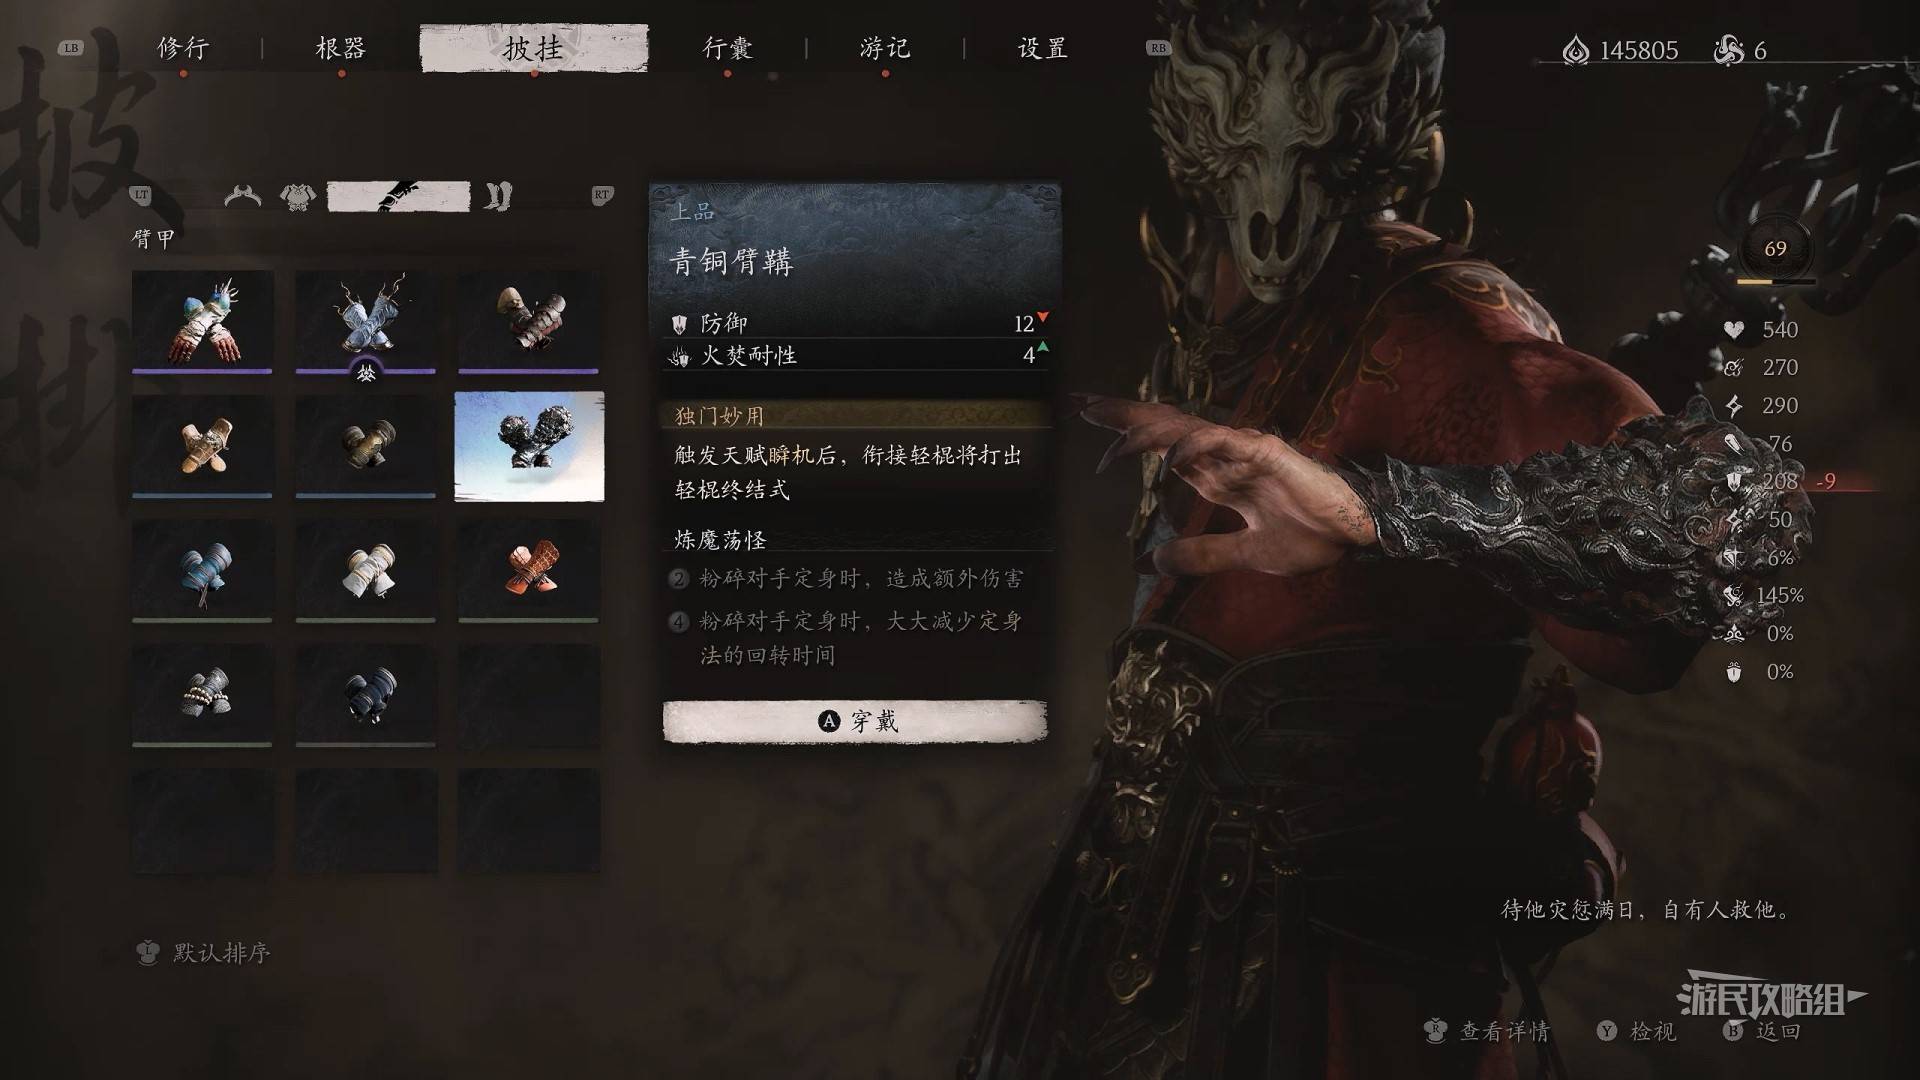 LB 修行 根器 披挂 行囊 游记 设置 RB
145805 6
披挂
LT RT
臂甲
上品
青铜臂鞲
防御 12
火焚耐性 4
独门妙用
触发天赋瞬机后，衔接轻棍将打出
轻棍终结式
炼魔荡怪
2 粉碎对手定身时，造成额外伤害
4 粉碎对手定身时，大大减少定身
法的回转时间
A 穿戴
69
540
270
290
76
208 -9
50
6%
145%
0%
0%
待他灾愆满日，自有人救他。
L 默认排序
游民攻略组
R 查看详情 Y 检视 B 返回